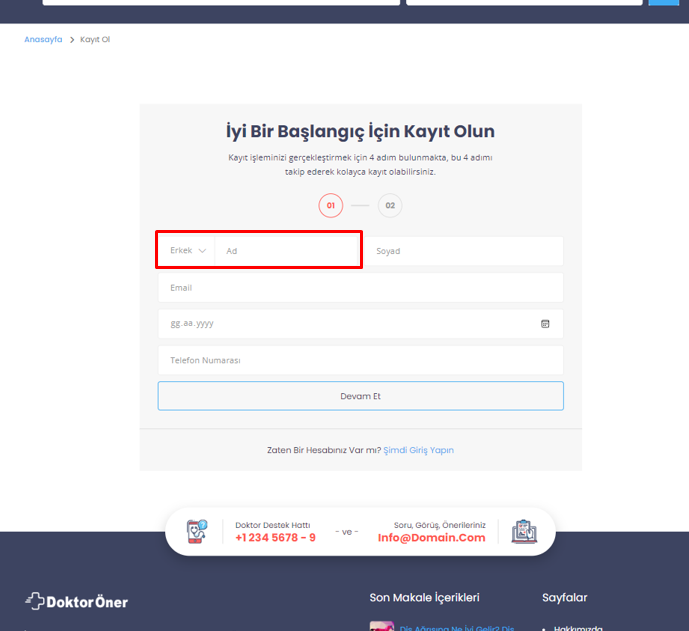 Anasayfa > Kayıt Ol
İyi Bir Başlangıç İçin Kayıt Olun
Kayıt işleminizi gerçekleştirmek için 4 adım bulunmakta, bu 4 adımı
takip ederek kolayca kayıt olabilirsiniz.
01 02
Erkek Ad Soyad
Email
gg.aa.yyyy
Telefon Numarası
Devam Et
Zaten Bir Hesabınız Var mı? Şimdi Giriş Yapın
Doktor Destek Hattı
+1 234 5678 - 9
- ve -
Soru, Görüş, Önerileriniz
Info@Domain.Com
DoktorÖner
Son Makale İçerikleri
Diş Ağrısına Ne İyi Gelir? Diş
Sayfalar
• Hakkımızda